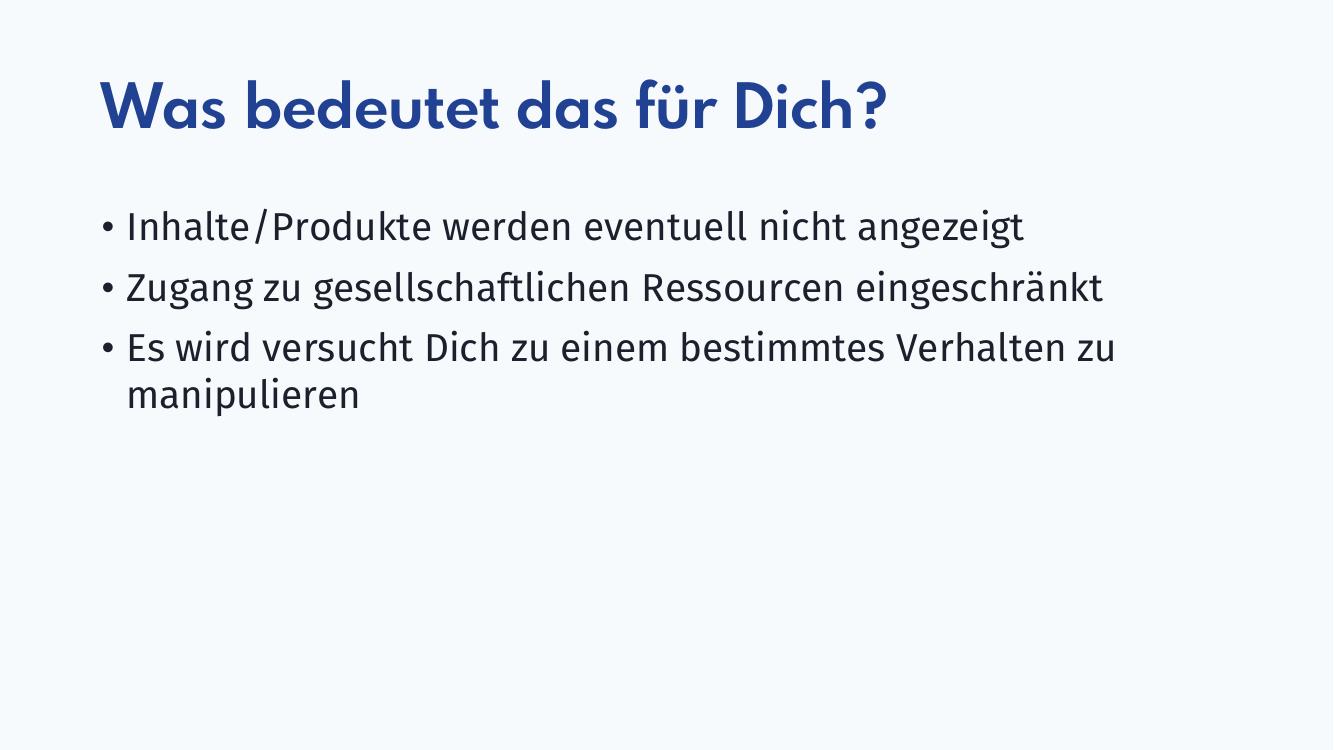 Was bedeutet das für Dich?
• Inhalte/Produkte werden eventuell nicht angezeigt
• Zugang zu gesellschaftlichen Ressourcen eingeschränkt
• Es wird versucht Dich zu einem bestimmtes Verhalten zu
manipulieren